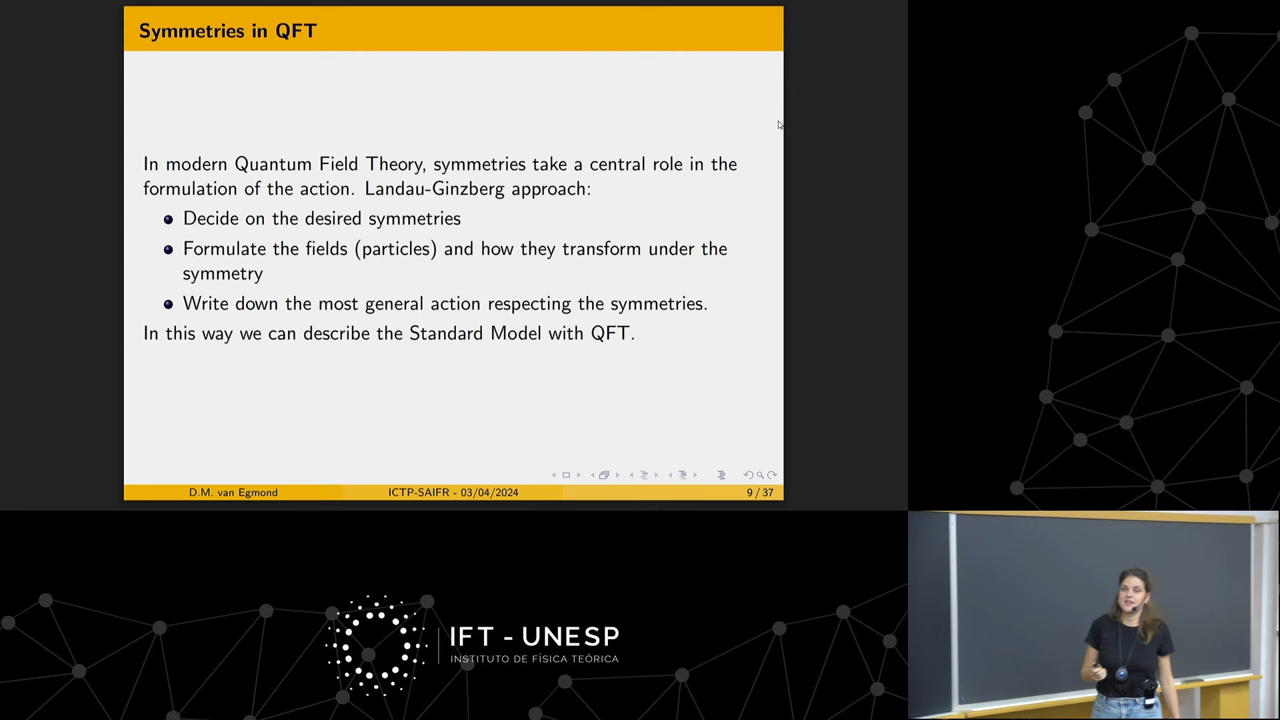 Symmetries in QFT
In modern Quantum Field Theory, symmetries take a central role in the
formulation of the action. Landau-Ginzberg approach:
Decide on the desired symmetries
Formulate the fields (particles) and how they transform under the
symmetry
Write down the most general action respecting the symmetries.
In this way we can describe the Standard Model with QFT.
D.M. van Egmond
ICTP-SAIFR - 03/04/2024
9 / 37
IFT - UNESP
INSTITUTO DE FÍSICA TEÓRICA